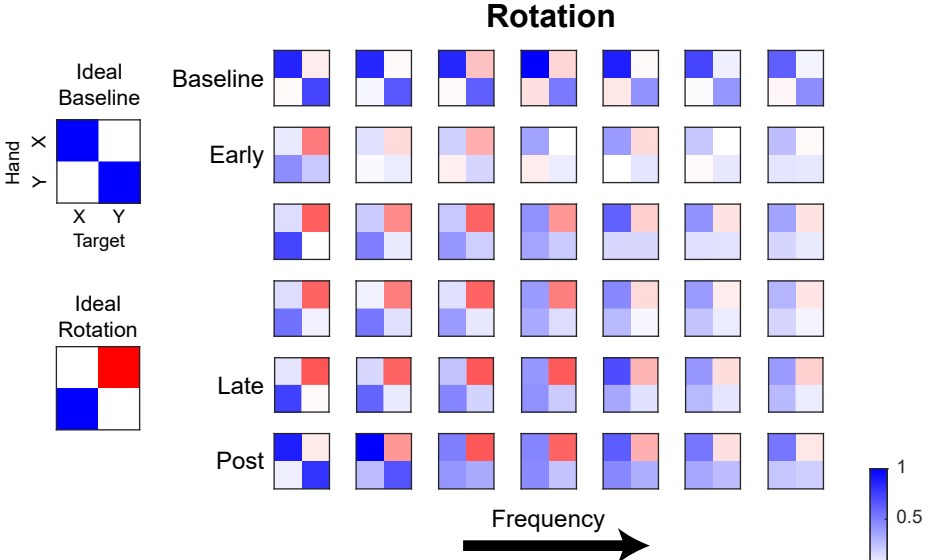 Rotation
Ideal
Baseline
Hand
X
Y
X Y
Target
Ideal
Rotation
Baseline
Early
Late
Post
Frequency
1
0.5